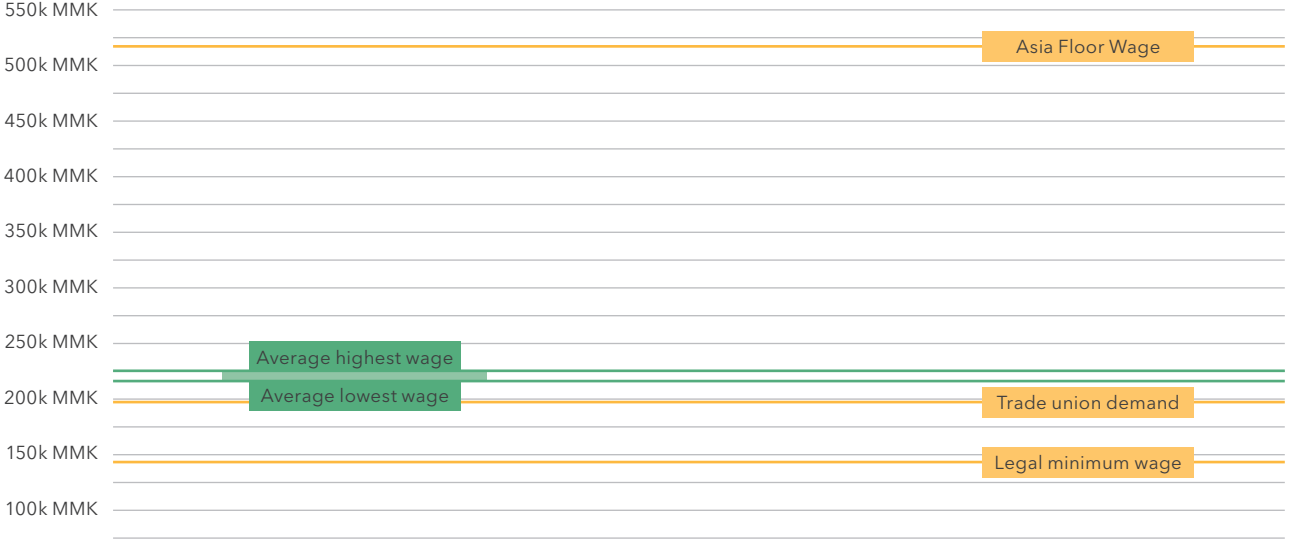 550k MMK
Asia Floor Wage
500k MMK
450k MMK
400k MMK
350k MMK
300k MMK
250k MMK
Average highest wage
Average lowest wage
200k MMK
Trade union demand
150k MMK
Legal minimum wage
100k MMK